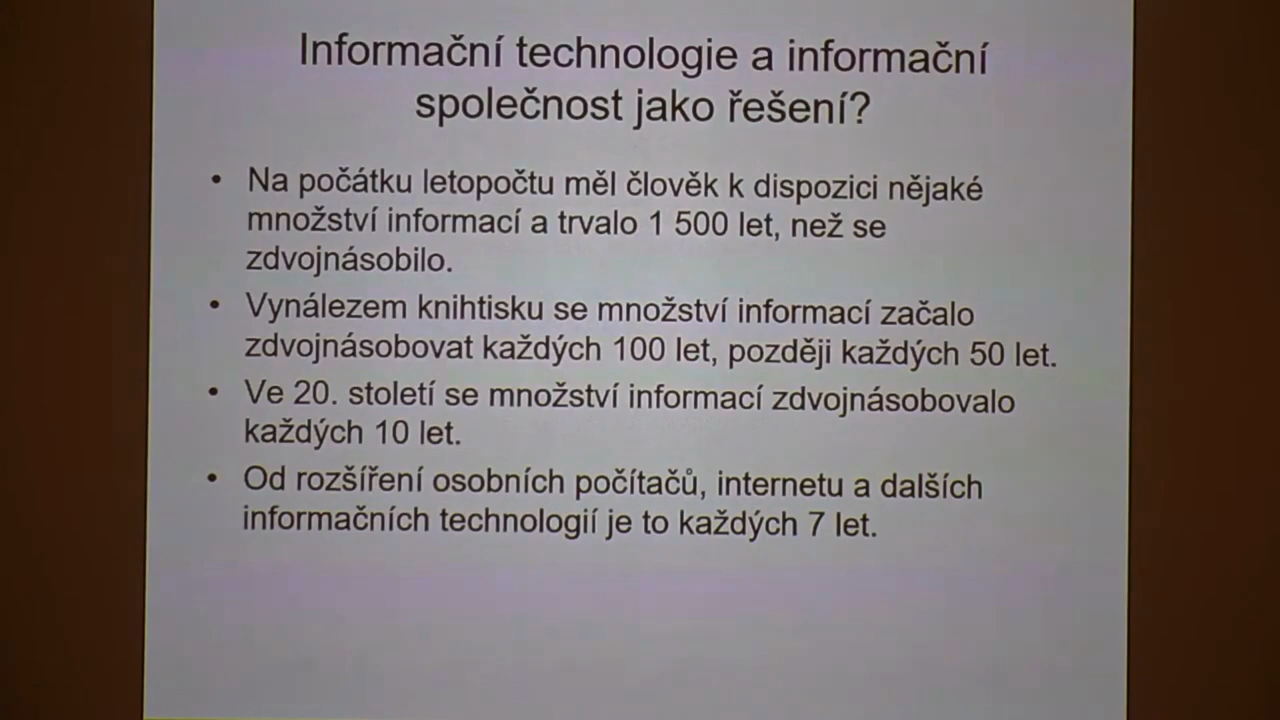 Informační technologie a informační
společnost jako řešení?
• Na počátku letopočtu měl člověk k dispozici nějaké
množství informací a trvalo 1 500 let, než se
zdvojnásobilo.
• Vynálezem knihtisku se množství informací začalo
zdvojnásobovat každých 100 let, později každých 50 let.
• Ve 20. století se množství informací zdvojnásobovalo
každých 10 let.
• Od rozšíření osobních počítačů, internetu a dalších
informačních technologií je to každých 7 let.